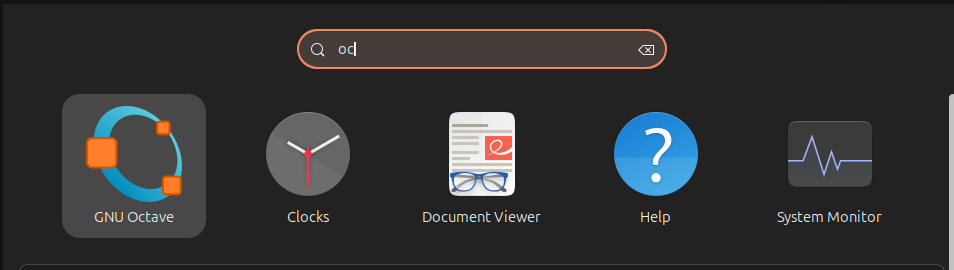 oc
GNU Octave
Clocks
Document Viewer
Help
System Monitor